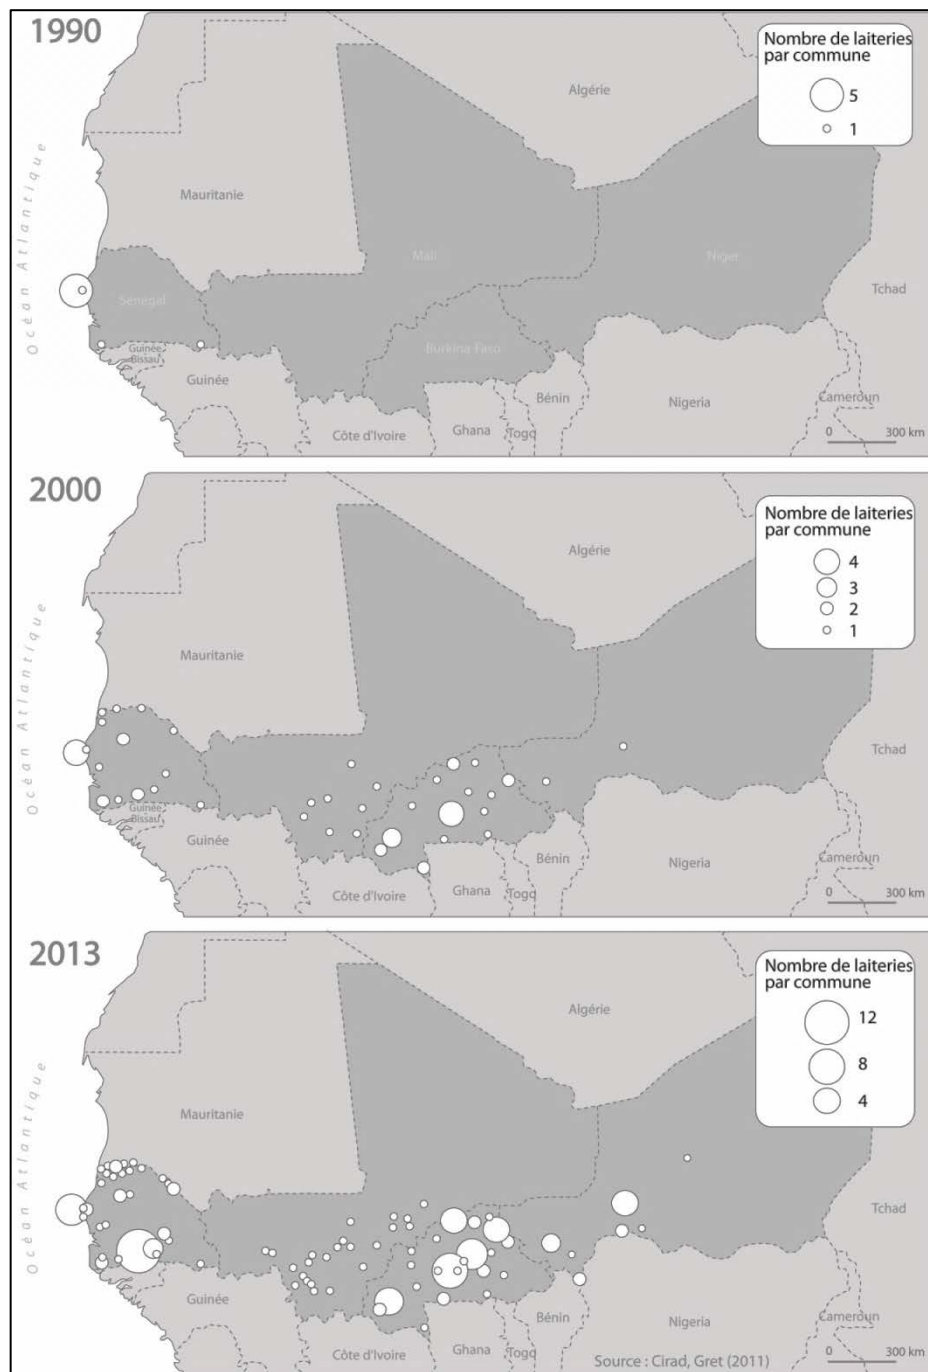 1990
Nombre de laiteries
par commune
5
1
Algérie
Océan Atlantique
Mauritanie
Mali
Niger
Tchad
Sénégal
Burkina Faso
Guinée
Bissau
Guinée
Bénin
Nigeria
Cameroun
Côte d'Ivoire
Ghana
Togo
0 300 km
2000
Nombre de laiteries
par commune
4
3
2
1
Algérie
Océan Atlantique
Mauritanie
Tchad
Guinée
Bissau
Guinée
Bénin
Nigeria
Cameroun
Côte d'Ivoire
Ghana
Togo
0 300 km
2013
Nombre de laiteries
par commune
12
8
4
Algérie
Océan Atlantique
Mauritanie
Tchad
Guinée
Bénin
Nigeria
Cameroun
Côte d'Ivoire
Ghana
Togo
0 300 km
Source : Cirad, Gret (2011)